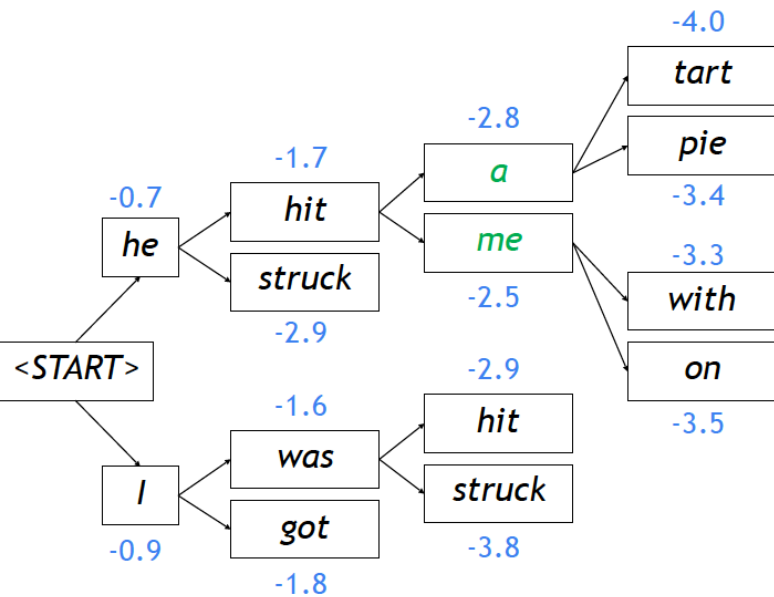 -4.0
tart
-2.8
-1.7
a
pie
-0.7
hit
-3.4
he
me
-3.3
struck
with
-2.5
-2.9
<START>
-2.9
on
-1.6
hit
-3.5
was
I
struck
got
-0.9
-3.8
-1.8